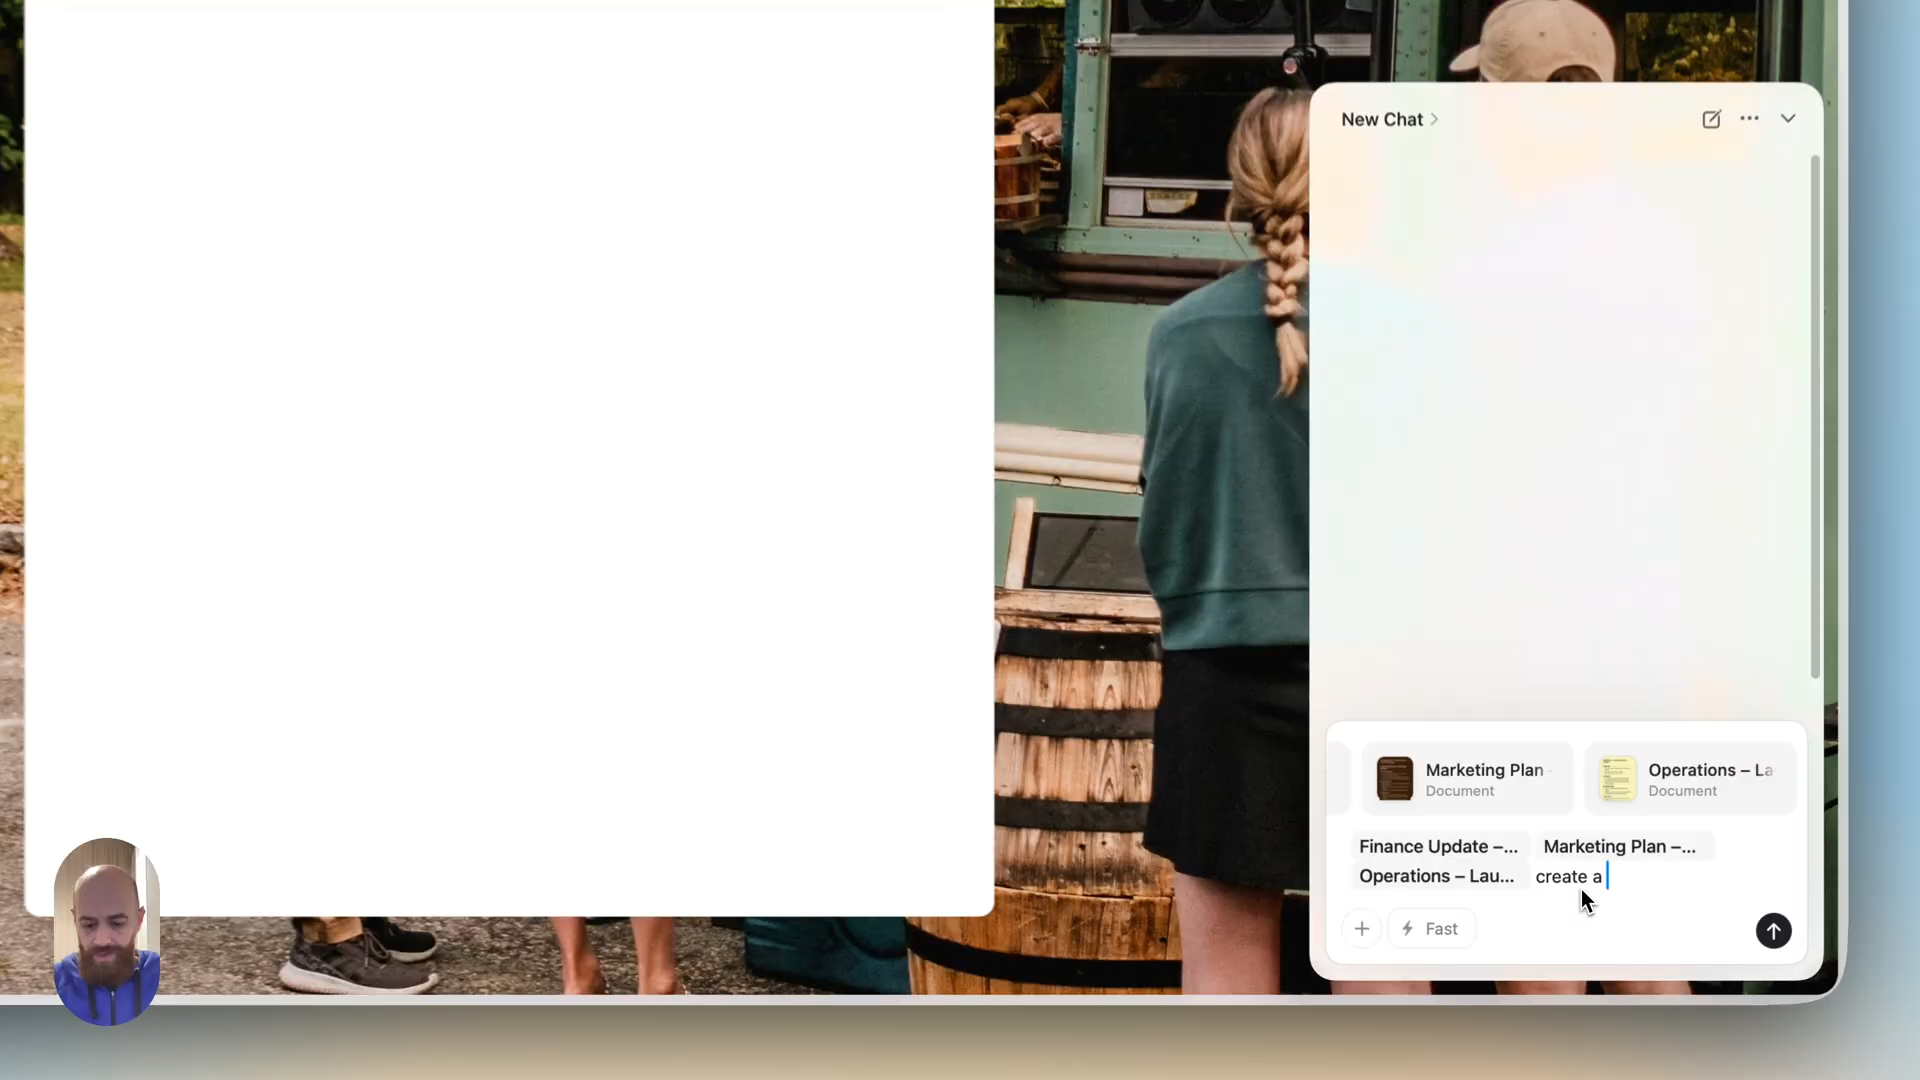 New Chat
Marketing Plan
Document
Operations – La
Document
Finance Update –... Marketing Plan –...
Operations – Lau... create a
Fast